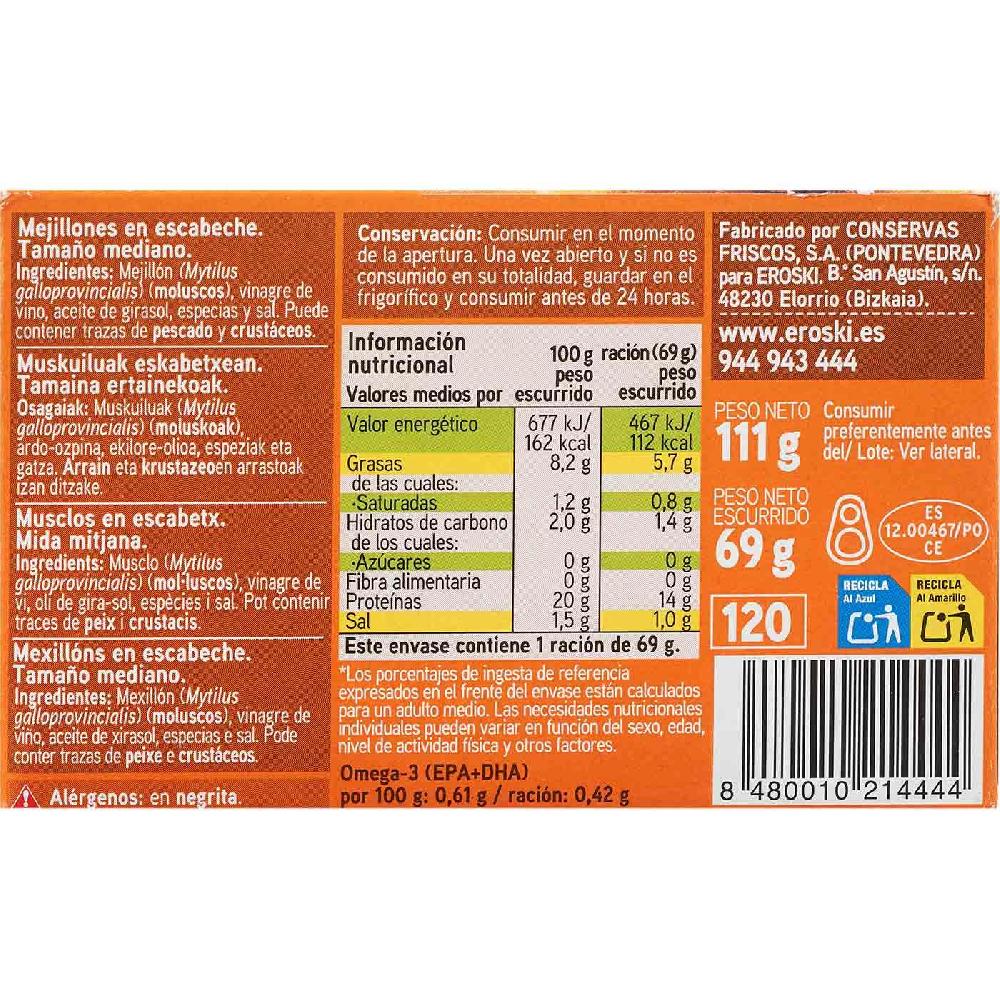 Mejillones en escabeche.
Tamaño mediano.
Ingredientes: Mejillón (Mytilus
galloprovincialis) (moluscos), vinagre de
vino, aceite de girasol, especias y sal. Puede
contener trazas de pescado y crustáceos.
Muskuiluak eskabetxean.
Tamaina ertainekoak.
Osagaiak: Muskuiluak (Mytilus
galloprovincialis) (moluskoak),
ardo-ozpina, ekilore-olioa, espeziak eta
gatza. Arrain eta krustazeoen arrastoak
izan ditzake.
Musclos en escabetx.
Mida mitjana.
Ingredients: Musclo (Mytilus
galloprovincialis) (mol·luscos), vinagre de
vi, oli de gira-sol, espècies i sal. Pot contenir
traces de peix i crustacis.
Mexillóns en escabeche.
Tamaño mediano.
Ingredientes: Mexillón (Mytilus
galloprovincialis) (moluscos), vinagre de
viño, aceite de xirasol, especias e sal. Pode
conter trazas de peixe e crustáceos.
Alérgenos: en negrita.
Conservación: Consumir en el momento
de la apertura. Una vez abierto y si no es
consumido en su totalidad, guardar en el
frigorífico y consumir antes de 24 horas.
Información
nutricional
Valores medios por
100 g
peso
escurrido
ración (69 g)
peso
escurrido
Valor energético 677 kJ/ 467 kJ/
162 kcal 112 kcal
Grasas 8,2 g 5,7 g
de las cuales:
·Saturadas 1,2 g 0,8 g
Hidratos de carbono 2,0 g 1,4 g
de los cuales:
·Azúcares 0 g 0 g
Fibra alimentaria 0 g 0 g
Proteínas 20 g 14 g
Sal 1,5 g 1,0 g
Este envase contiene 1 ración de 69 g.
*Los porcentajes de ingesta de referencia
expresados en el frente del envase están calculados
para un adulto medio. Las necesidades nutricionales
individuales pueden variar en función del sexo, edad,
nivel de actividad física y otros factores.
Omega-3 (EPA+DHA)
por 100 g: 0,61 g / ración: 0,42 g
Fabricado por CONSERVAS
FRISCOS, S.A. (PONTEVEDRA)
para EROSKI. B.º San Agustín, s/n.
48230 Elorrio (Bizkaia).
www.eroski.es
944 943 444
PESO NETO
111 g
Consumir
preferentemente antes
del/ Lote: Ver lateral.
PESO NETO
ESCURRIDO
69 g
ES
12.00467/PO
CE
120
RECICLA
Al Azul
RECICLA
Al Amarillo
8 480010 214444